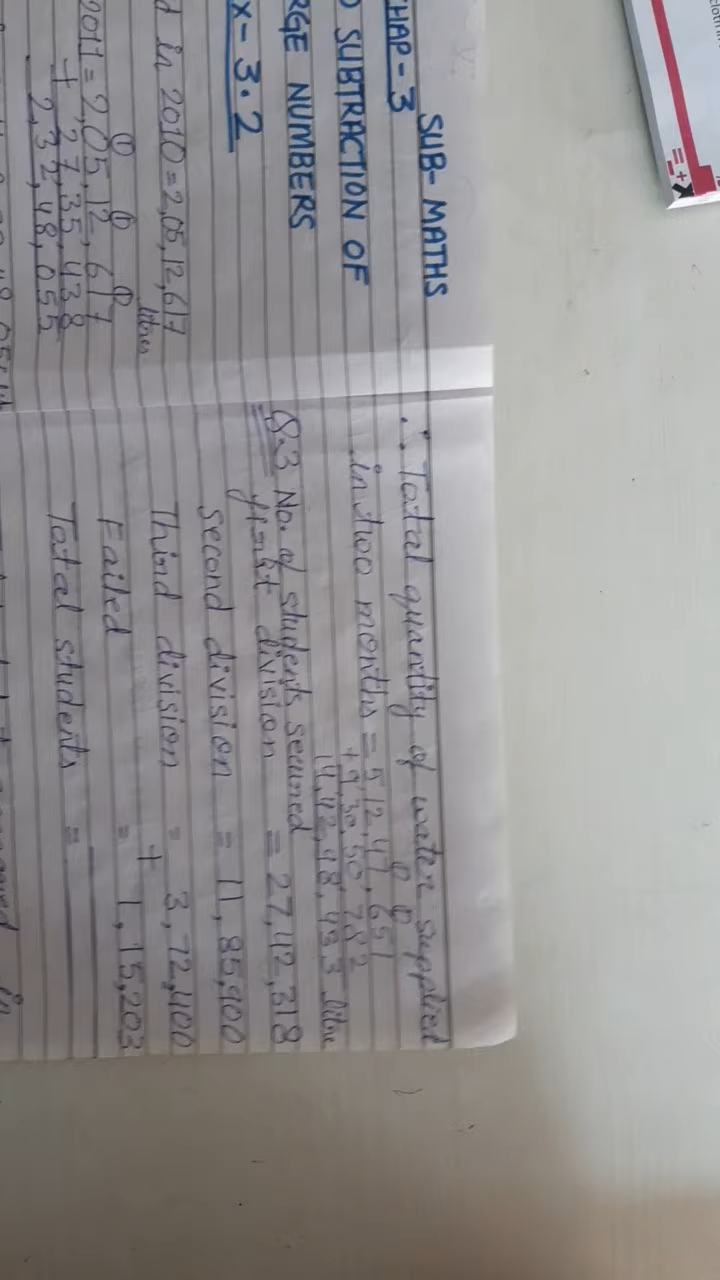 SUB-MATHS
CHAP-3
SUBTRACTION OF
RGE NUMBERS
x-3.2
d in 2010 = 2,05,12,617
litres
2011 = 2,05,12,617
+ 27,35,438
2,32,48,055
∴ Total quantity of water supplied
in two months = 5,12,47,651
+9,30,50,782
14,42,98,433 litre
Q.3 No. of students secured
first division = 27,42,318
second division = 11,85,900
Third division = 3,72,400
Failed = + 1,15,203
Total students =